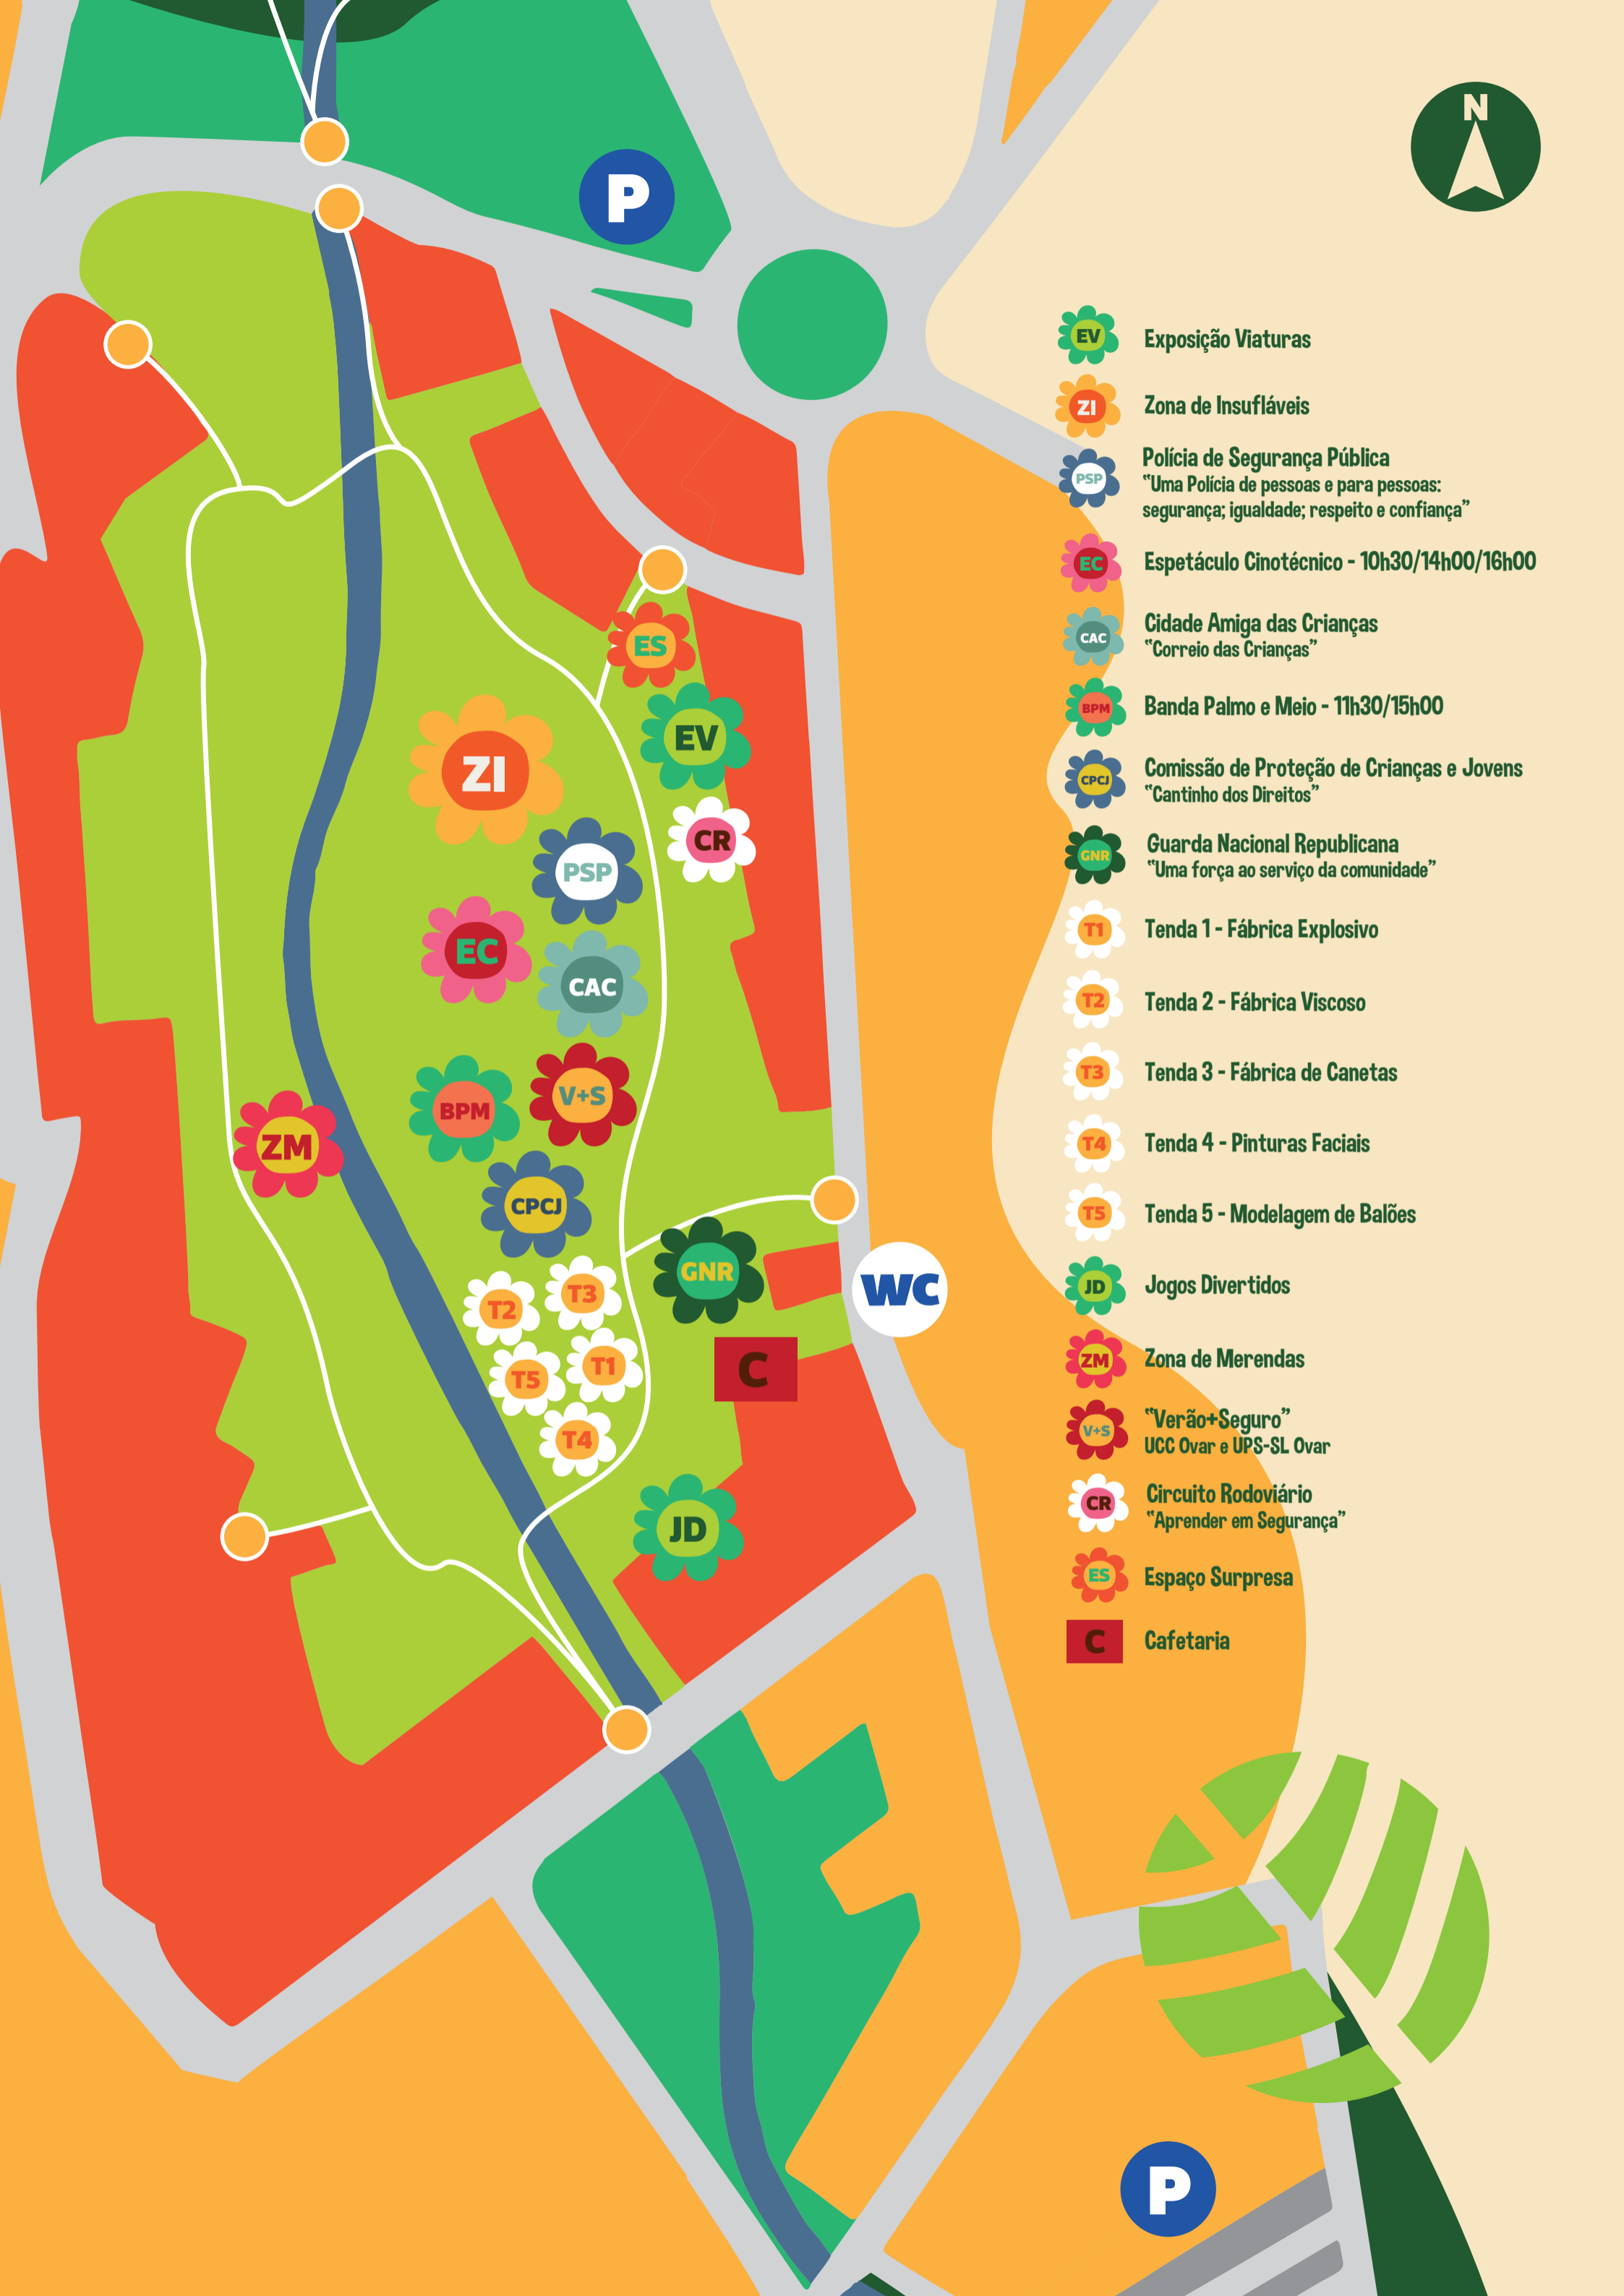 N
P
EV
Exposição Viaturas
ZI
Zona de Insufláveis
PSP
Polícia de Segurança Pública
“Uma Polícia de pessoas e para pessoas:
segurança; igualdade; respeito e confiança”
EC
Espetáculo Cinotécnico - 10h30/14h00/16h00
CAC
Cidade Amiga das Crianças
“Correio das Crianças”
BPM
Banda Palmo e Meio - 11h30/15h00
CPCJ
Comissão de Proteção de Crianças e Jovens
“Cantinho dos Direitos”
GNR
Guarda Nacional Republicana
“Uma força ao serviço da comunidade”
T1
Tenda 1 - Fábrica Explosivo
T2
Tenda 2 - Fábrica Viscoso
T3
Tenda 3 - Fábrica de Canetas
T4
Tenda 4 - Pinturas Faciais
T5
Tenda 5 - Modelagem de Balões
JD
Jogos Divertidos
ZM
Zona de Merendas
V+S
“Verão+Seguro”
UCC Ovar e UPS-SL Ovar
CR
Circuito Rodoviário
“Aprender em Segurança”
ES
Espaço Surpresa
C
Cafetaria
ES
EV
ZI
CR
PSP
EC
CAC
V+S
BPM
ZM
CPCJ
GNR
WC
T3
T2
T1
C
T5
T4
JD
P